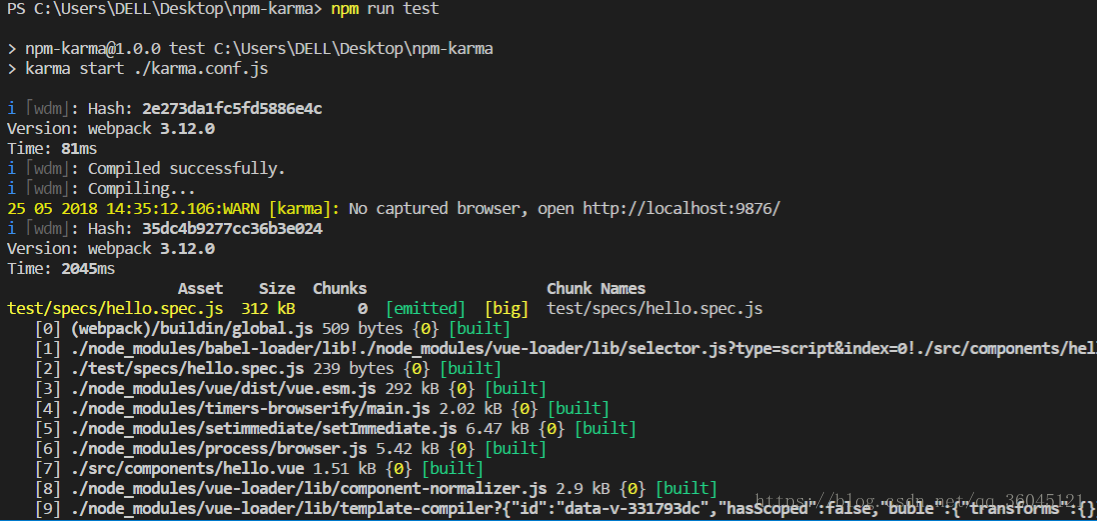 PS C:\Users\DELL\Desktop\npm-karma> npm run test
> npm-karma@1.0.0 test C:\Users\DELL\Desktop\npm-karma
> karma start ./karma.conf.js
i ｢wdm｣: Hash: 2e273da1fc5fd5886e4c
Version: webpack 3.12.0
Time: 81ms
i ｢wdm｣: Compiled successfully.
i ｢wdm｣: Compiling...
25 05 2018 14:35:12.106:WARN [karma]: No captured browser, open http://localhost:9876/
i ｢wdm｣: Hash: 35dc4b9277cc36b3e024
Version: webpack 3.12.0
Time: 2045ms
Asset Size Chunks Chunk Names
test/specs/hello.spec.js 312 kB 0 [emitted] [big] test/specs/hello.spec.js
[0] (webpack)/buildin/global.js 509 bytes {0} [built]
[1] ./node_modules/babel-loader/lib!./node_modules/vue-loader/lib/selector.js?type=script&index=0!./src/components/hell
[2] ./test/specs/hello.spec.js 239 bytes {0} [built]
[3] ./node_modules/vue/dist/vue.esm.js 292 kB {0} [built]
[4] ./node_modules/timers-browserify/main.js 2.02 kB {0} [built]
[5] ./node_modules/setimmediate/setImmediate.js 6.47 kB {0} [built]
[6] ./node_modules/process/browser.js 5.42 kB {0} [built]
[7] ./src/components/hello.vue 1.51 kB {0} [built]
[8] ./node_modules/vue-loader/lib/component-normalizer.js 2.9 kB {0} [built]
[9] ./node_modules/vue-loader/lib/template-compiler?{"id":"data-v-331793dc","hasScoped":false,"buble":{"transforms":{}
https://blog.csdn.net/qq_36045121